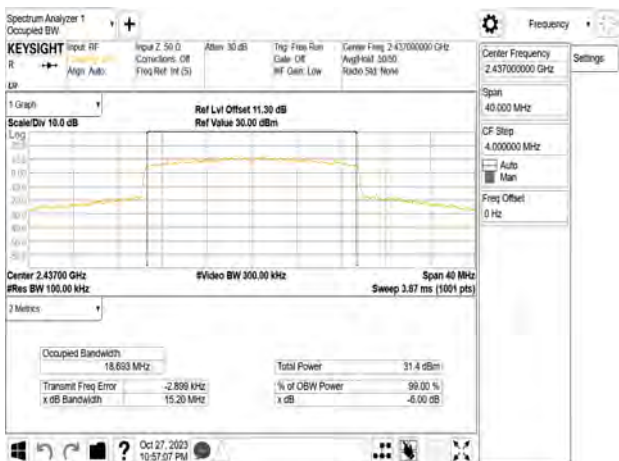 Spectrum Analyzer 1
Occupied BW
+
Frequency
KEYSIGHT
R
Input: RF
Align: Auto
Input Z: 50 Ω
Corrections: Off
Freq Ref: Int (S)
Atten: 30 dB
Trig: Free Run
Gate: Off
#IF Gain: Low
Center Freq: 2.437000000 GHz
Avg|Hold: 50/50
Radio Std: None
Center Frequency
2.437000000 GHz
Settings
Span
40.000 MHz
CF Step
4.000000 MHz
Auto
Man
Freq Offset
0 Hz
1 Graph
Scale/Div 10.0 dB
Ref Lvl Offset 11.30 dB
Ref Value 30.00 dBm
Log
Center 2.43700 GHz
#Res BW 100.00 kHz
#Video BW 300.00 kHz
Span 40 MHz
Sweep 3.87 ms (1001 pts)
2 Metrics
Occupied Bandwidth
18.693 MHz
Total Power 31.4 dBm
Transmit Freq Error -2.899 kHz
% of OBW Power 99.00 %
x dB Bandwidth 15.20 MHz
x dB -6.00 dB
?
Oct 27, 2023
10:57:07 PM